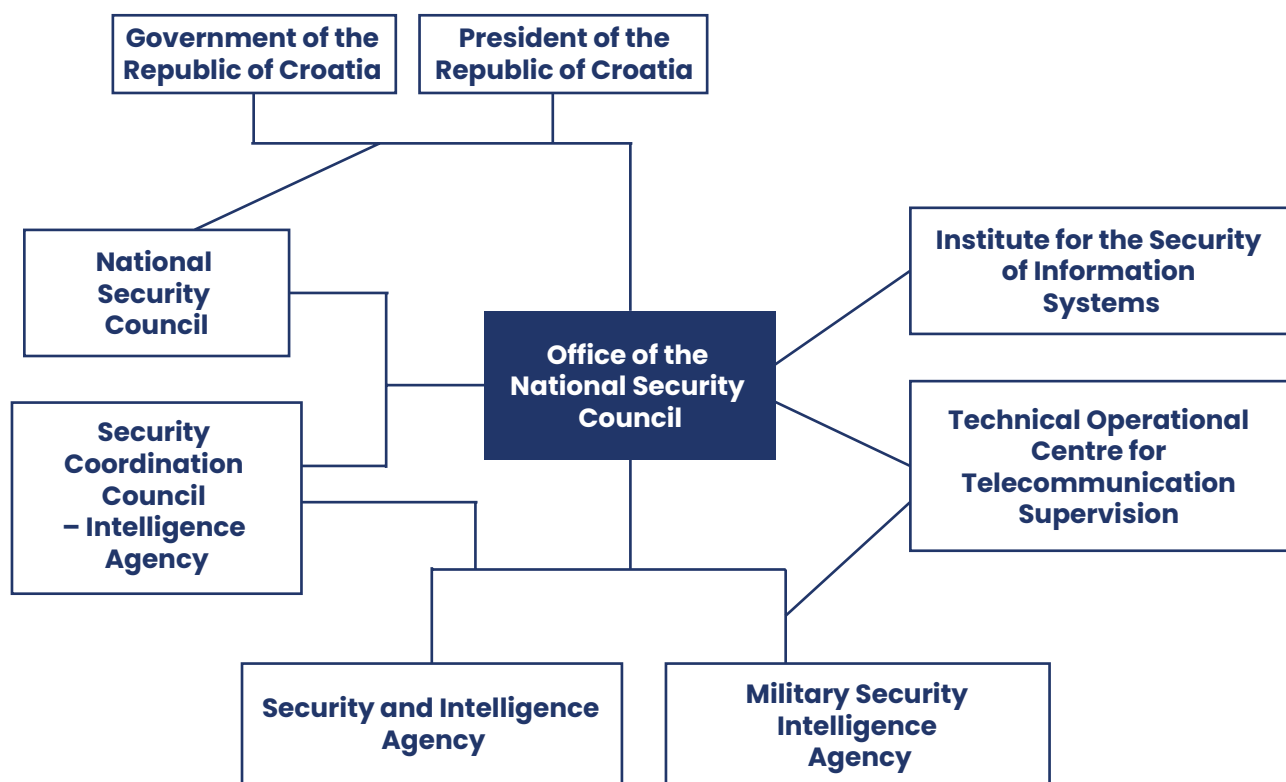 Government of the
Republic of Croatia
President of the
Republic of Croatia
National
Security
Council
Institute for the Security
of Information
Systems
Office of the
National Security
Council
Security
Coordination
Council
– Intelligence
Agency
Technical Operational
Centre for
Telecommunication
Supervision
Security and Intelligence
Agency
Military Security
Intelligence
Agency